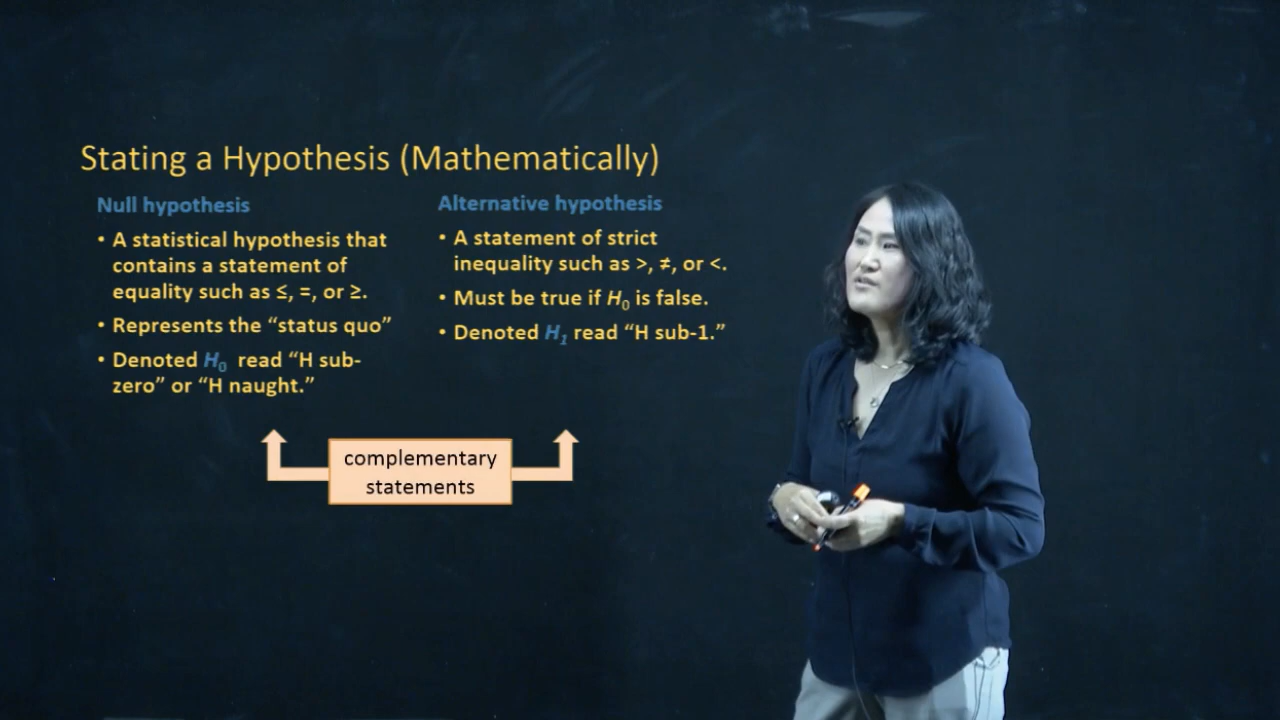 Stating a Hypothesis (Mathematically)
Null hypothesis
• A statistical hypothesis that
contains a statement of
equality such as ≤, =, or ≥.
• Represents the “status quo”
• Denoted H₀ read “H sub-
zero” or “H naught.”
Alternative hypothesis
• A statement of strict
inequality such as >, ≠, or <.
• Must be true if H₀ is false.
• Denoted H₁ read “H sub-1.”
complementary
statements